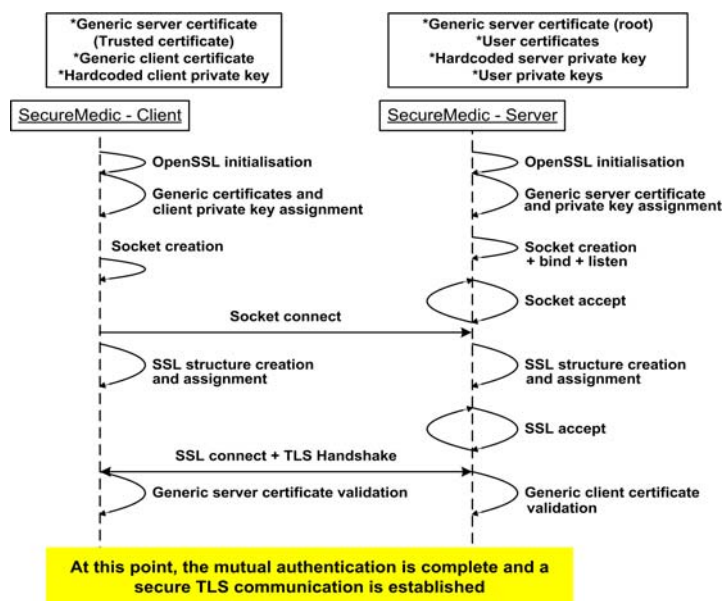 *Generic server certificate
(Trusted certificate)
*Generic client certificate
*Hardcoded client private key
*Generic server certificate (root)
*User certificates
*Hardcoded server private key
*User private keys
SecureMedic - Client
SecureMedic - Server
OpenSSL initialisation
OpenSSL initialisation
Generic certificates and
client private key assignment
Generic server certificate
and private key assignment
Socket creation
Socket creation
+ bind + listen
Socket accept
Socket connect
SSL structure creation
and assignment
SSL structure creation
and assignment
SSL accept
SSL connect + TLS Handshake
Generic server certificate validation
Generic client certificate
validation
At this point, the mutual authentication is complete and a
secure TLS communication is established